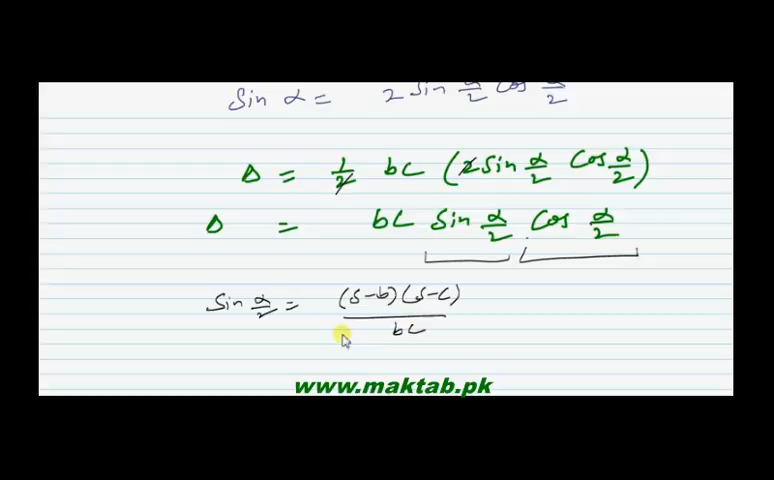 Sin α = 2 Sin α/2 Cos α/2
Δ = 1/2 bc (2 Sin α/2 Cos α/2)
Δ = bc Sin α/2 Cos α/2
Sin α/2 = (s-b)(s-c)/bc
www.maktab.pk